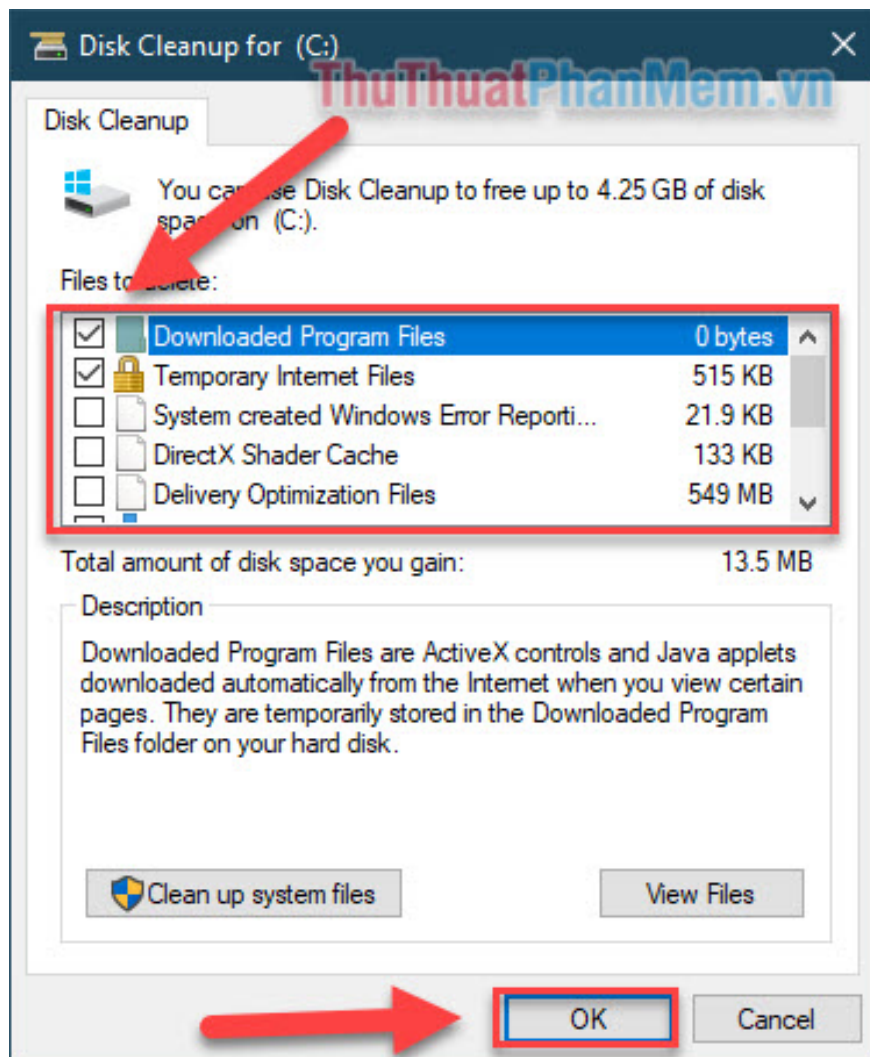 Disk Cleanup for (C:)
ThuThuatPhanMem.vn
Disk Cleanup
You can use Disk Cleanup to free up to 4.25 GB of disk
space on (C:).
Files to delete:
Downloaded Program Files 0 bytes
Temporary Internet Files 515 KB
System created Windows Error Reporti... 21.9 KB
DirectX Shader Cache 133 KB
Delivery Optimization Files 549 MB
Total amount of disk space you gain: 13.5 MB
Description
Downloaded Program Files are ActiveX controls and Java applets
downloaded automatically from the Internet when you view certain
pages. They are temporarily stored in the Downloaded Program
Files folder on your hard disk.
Clean up system files View Files
OK Cancel